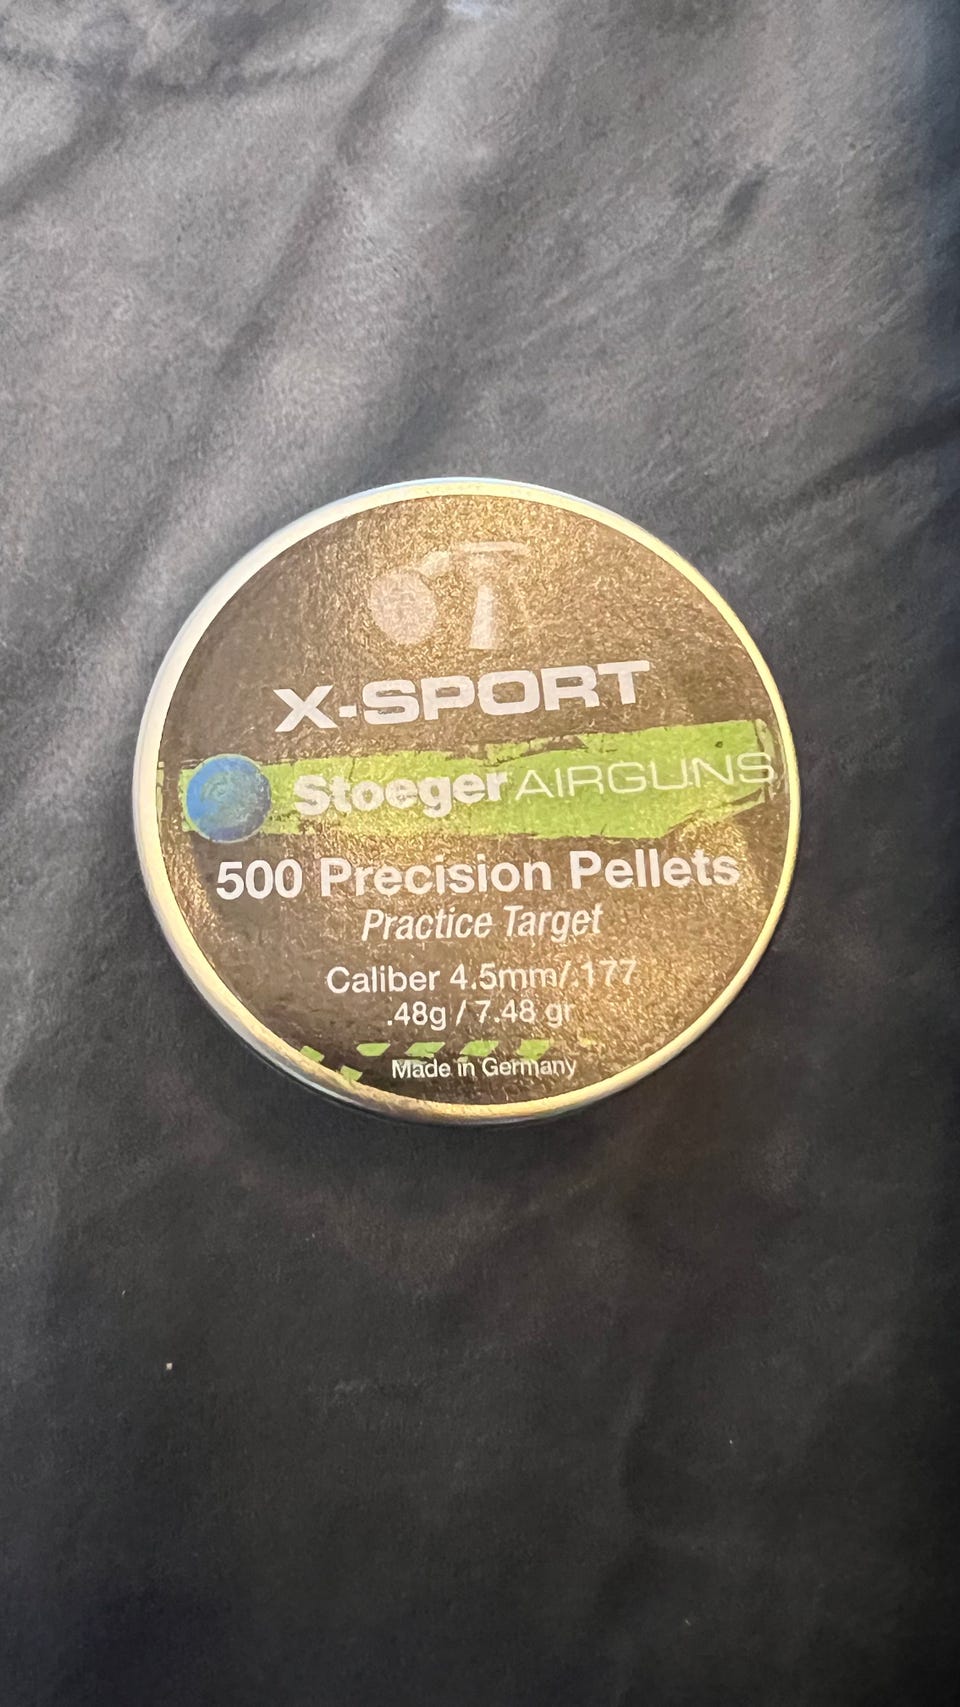 X-SPORT
Stoeger AIRGUNS
500 Precision Pellets
Practice Target
Caliber 4.5mm/.177
.48g / 7.48 gr
Made in Germany